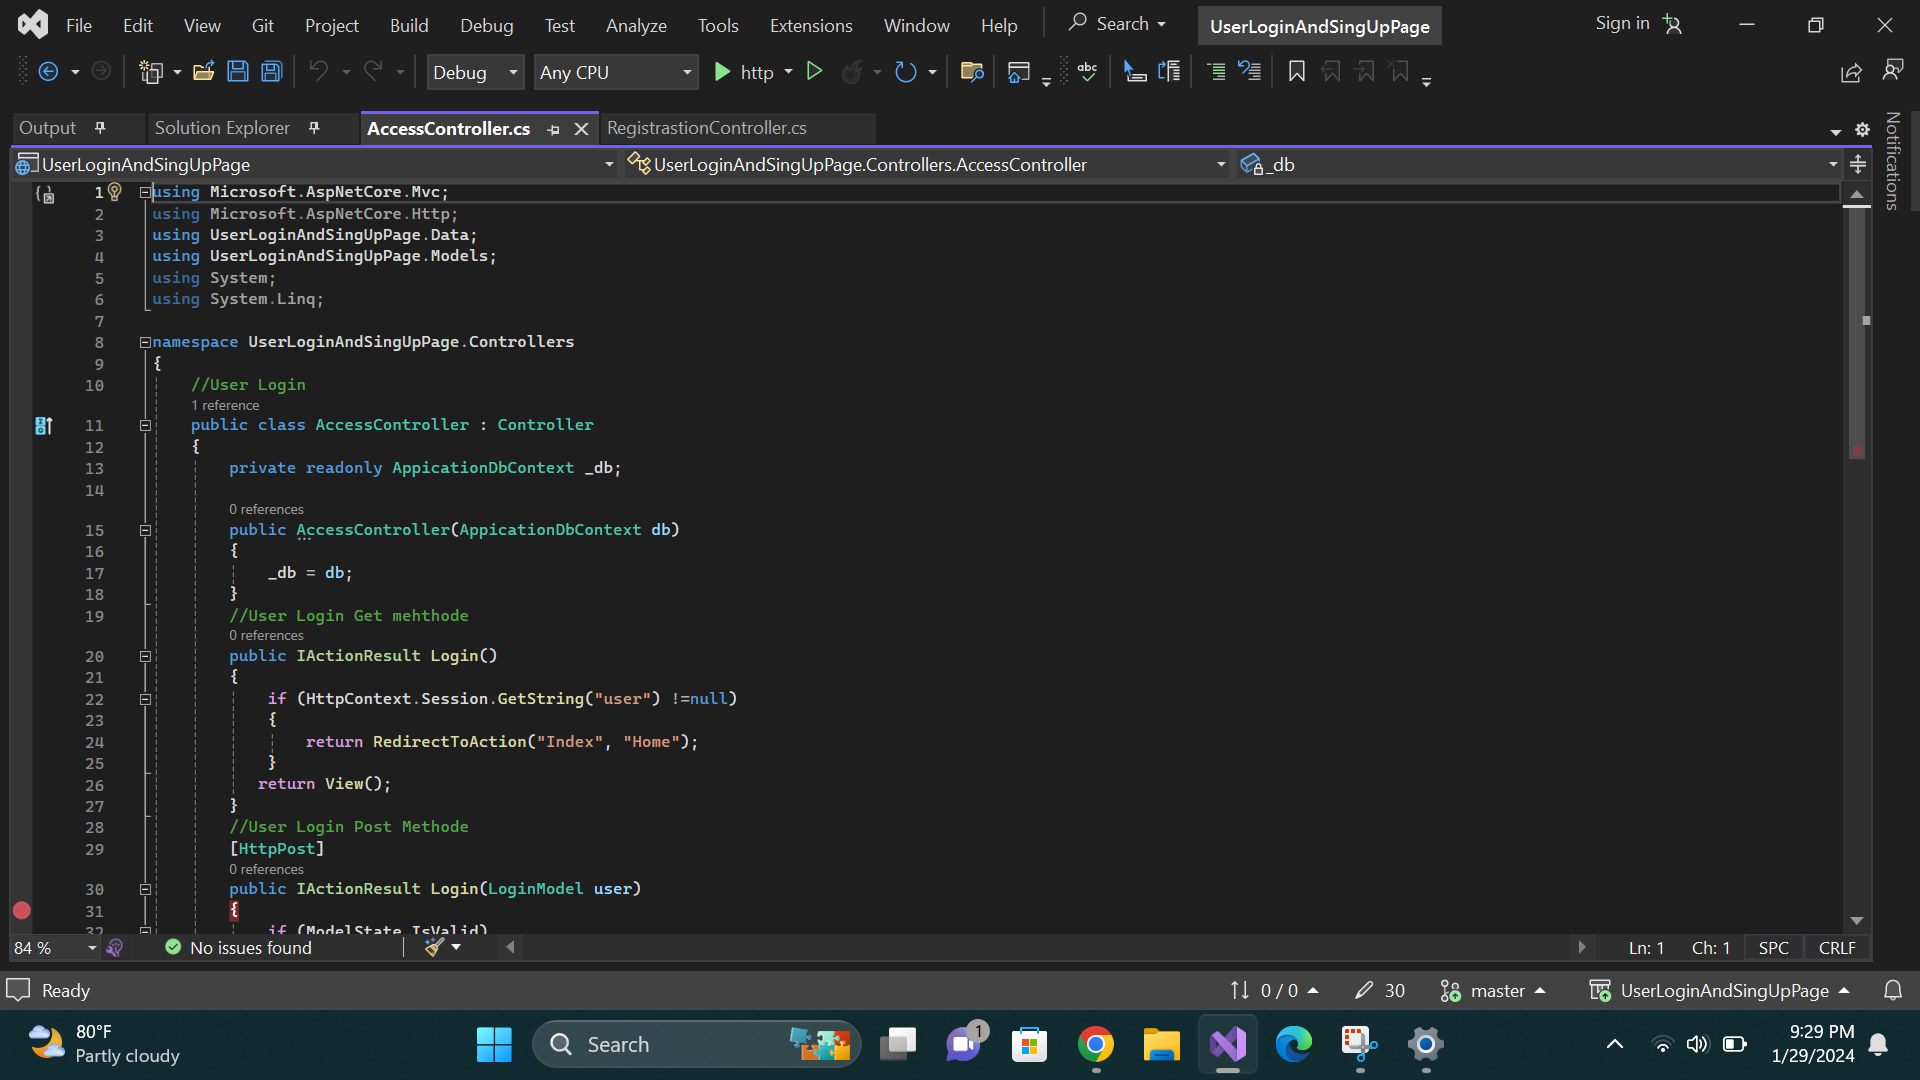 File Edit View Git Project Build Debug Test Analyze Tools Extensions Window Help Search UserLoginAndSingUpPage Sign in
Debug Any CPU http abc
Output Solution Explorer AccessController.cs RegistrastionController.cs
UserLoginAndSingUpPage UserLoginAndSingUpPage.Controllers.AccessController _db
Notifications
1 using Microsoft.AspNetCore.Mvc;
2 using Microsoft.AspNetCore.Http;
3 using UserLoginAndSingUpPage.Data;
4 using UserLoginAndSingUpPage.Models;
5 using System;
6 using System.Linq;
7
8 namespace UserLoginAndSingUpPage.Controllers
9 {
10 //User Login
1 reference
11 public class AccessController : Controller
12 {
13 private readonly AppicationDbContext _db;
14
0 references
15 public AccessController(AppicationDbContext db)
16 {
17 _db = db;
18 }
19 //User Login Get mehthode
0 references
20 public IActionResult Login()
21 {
22 if (HttpContext.Session.GetString("user") !=null)
23 {
24 return RedirectToAction("Index", "Home");
25 }
26 return View();
27 }
28 //User Login Post Methode
29 [HttpPost]
0 references
30 public IActionResult Login(LoginModel user)
31 {
32 if (ModelState.IsValid)
84 % No issues found Ln: 1 Ch: 1 SPC CRLF
Ready 0 / 0 30 master UserLoginAndSingUpPage
80°F
Partly cloudy
Search
1
9:29 PM
1/29/2024